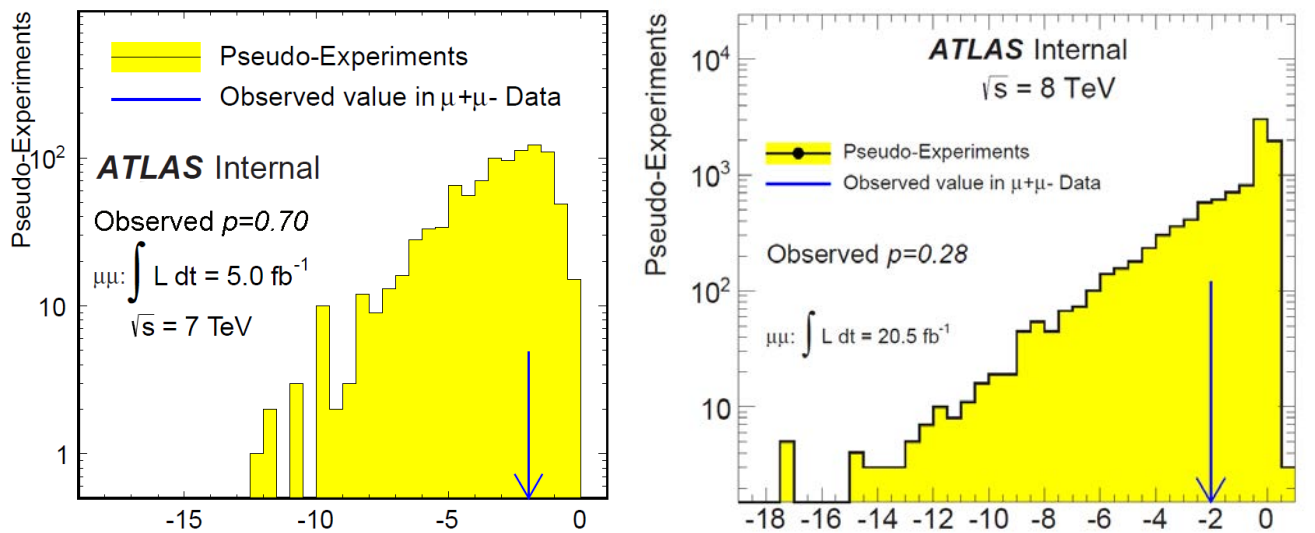 Pseudo-Experiments
10²
10
1
Pseudo-Experiments
Observed value in μ+μ- Data
ATLAS Internal
Observed p=0.70
μμ: ∫ L dt = 5.0 fb⁻¹
√s = 7 TeV
-15 -10 -5 0
Pseudo-Experiments
10⁴
10³
10²
10
ATLAS Internal
√s = 8 TeV
Pseudo-Experiments
Observed value in μ+μ- Data
Observed p=0.28
μμ: ∫ L dt = 20.5 fb⁻¹
-18 -16 -14 -12 -10 -8 -6 -4 -2 0